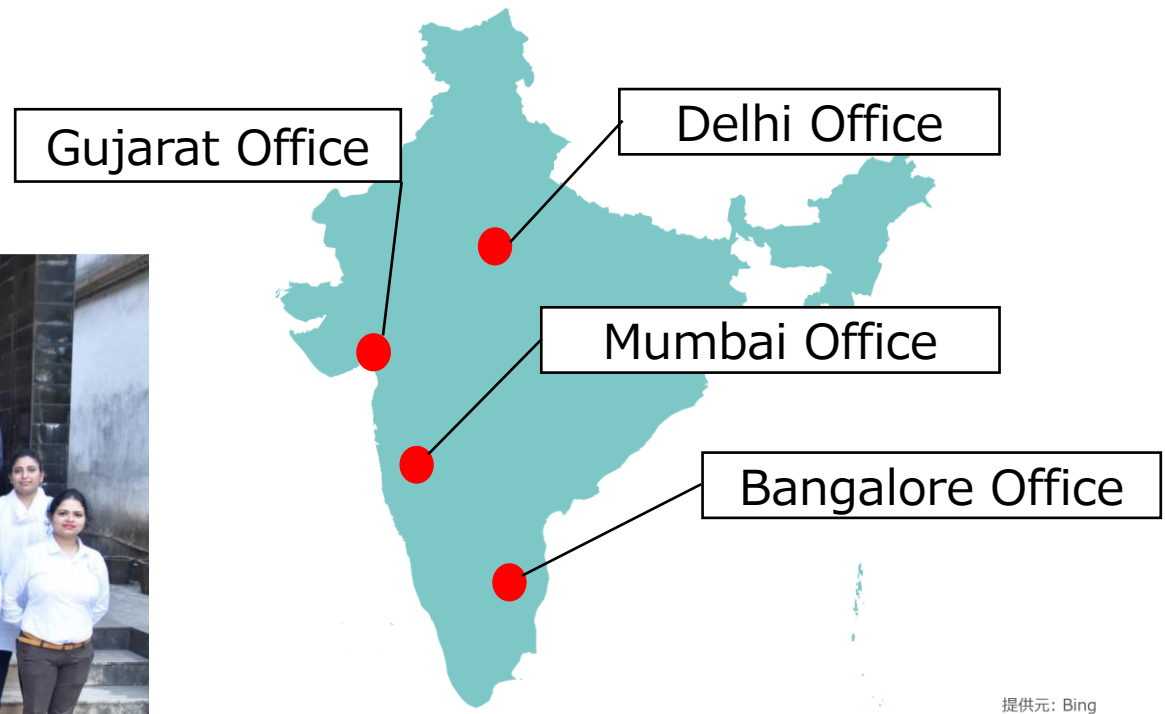 Gujarat Office
Delhi Office
Mumbai Office
Bangalore Office
提供元: Bing